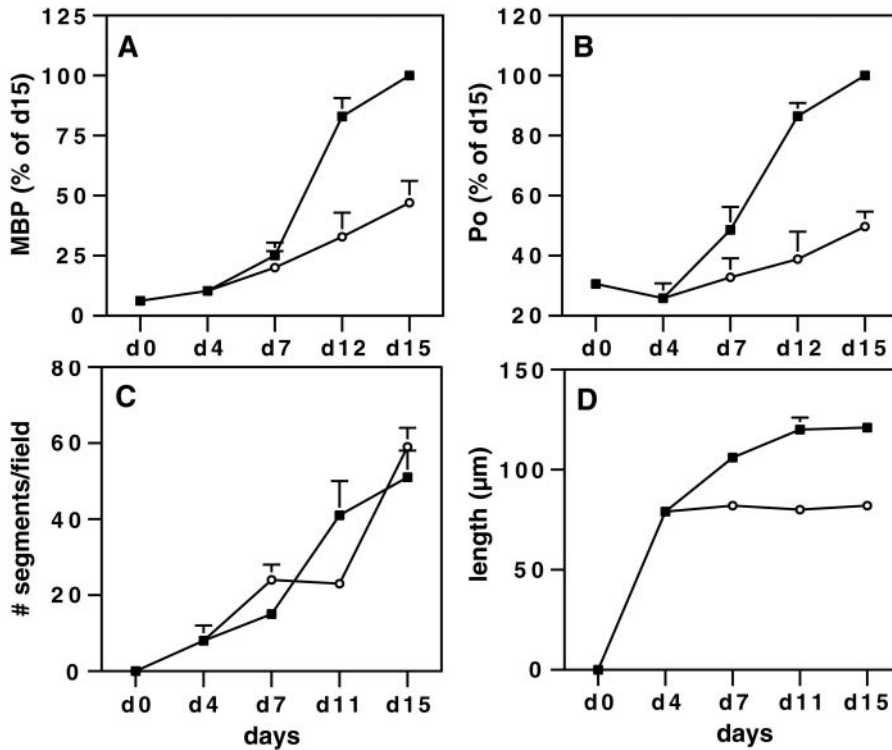 A
MBP (% of d15)
125
100
75
50
25
0
d0 d4 d7 d12 d15
B
Po (% of d15)
120
100
80
60
40
20
d0 d4 d7 d12 d15
C
# segments/field
80
60
40
20
0
d0 d4 d7 d11 d15
days
D
length (µm)
150
100
50
0
d0 d4 d7 d11 d15
days